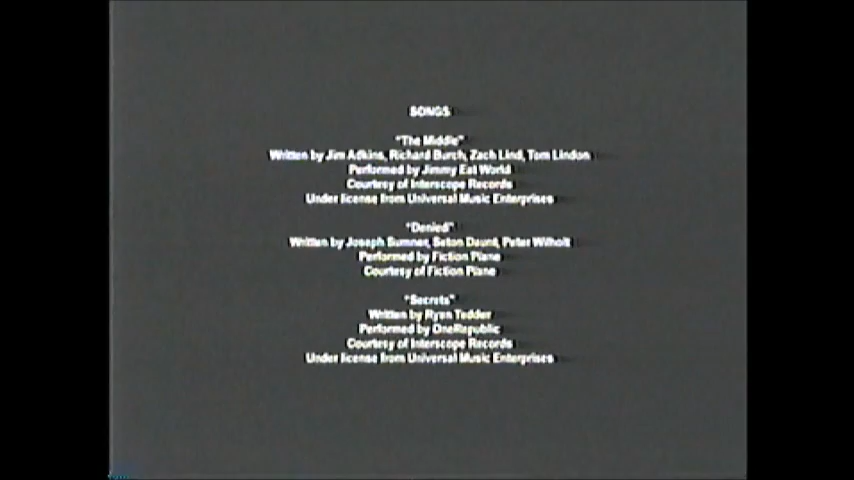 SONGS
"The Middle"
Written by Jim Adkins, Richard Burch, Zach Lind, Tom Lindon
Performed by Jimmy Eat World
Courtesy of Interscope Records
Under license from Universal Music Enterprises
"Denied"
Written by Joseph Sumner, Seton Daunt, Peter Wilhoit
Performed by Fiction Plane
Courtesy of Fiction Plane
"Secrets"
Written by Ryan Tedder
Performed by OneRepublic
Courtesy of Interscope Records
Under license from Universal Music Enterprises